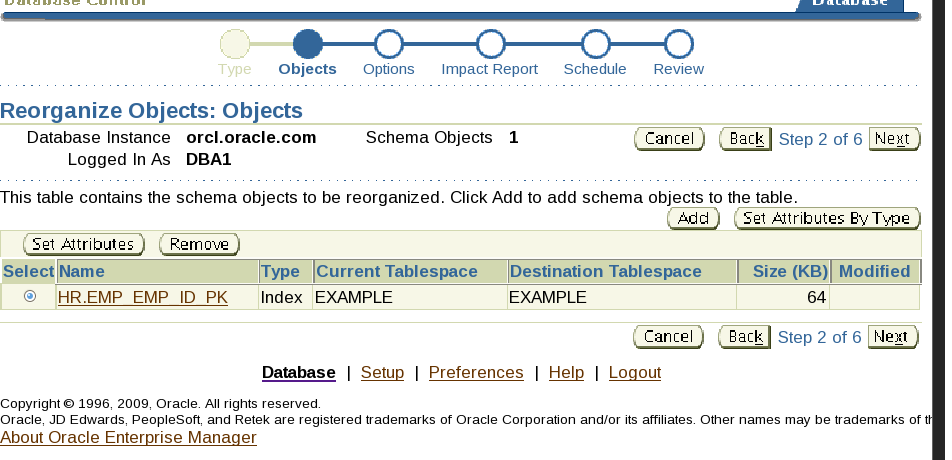 Database Control
Database
Type Objects Options Impact Report Schedule Review
Reorganize Objects: Objects
Database Instance orcl.oracle.com Schema Objects 1
Cancel Back Step 2 of 6 Next
Logged In As DBA1
This table contains the schema objects to be reorganized. Click Add to add schema objects to the table.
Add Set Attributes By Type
Set Attributes Remove
Select Name Type Current Tablespace Destination Tablespace Size (KB) Modified
HR.EMP_EMP_ID_PK Index EXAMPLE EXAMPLE 64
Cancel Back Step 2 of 6 Next
Database | Setup | Preferences | Help | Logout
Copyright © 1996, 2009, Oracle. All rights reserved.
Oracle, JD Edwards, PeopleSoft, and Retek are registered trademarks of Oracle Corporation and/or its affiliates. Other names may be trademarks of
About Oracle Enterprise Manager